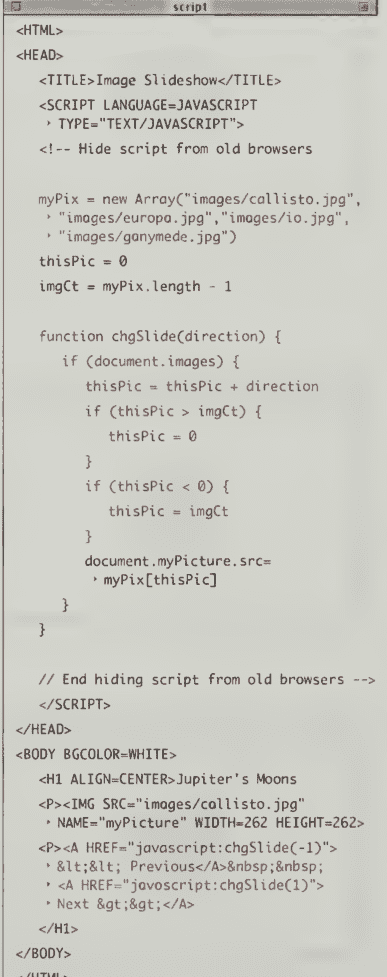 script
<HTML>
<HEAD>
<TITLE>Image Slideshow</TITLE>
<SCRIPT LANGUAGE=JAVASCRIPT
TYPE="TEXT/JAVASCRIPT">
<!-- Hide script from old browsers
myPix = new Array("images/callisto.jpg",
"images/europa.jpg","images/io.jpg",
"images/ganymede.jpg")
thisPic = 0
imgCt = myPix.length - 1
function chgSlide(direction) {
if (document.images) {
thisPic = thisPic + direction
if (thisPic > imgCt) {
thisPic = 0
}
if (thisPic < 0) {
thisPic = imgCt
}
document.myPicture.src=
myPix[thisPic]
}
}
// End hiding script from old browsers -->
</SCRIPT>
</HEAD>
<BODY BGCOLOR=WHITE>
<H1 ALIGN=CENTER>Jupiter's Moons
<P><IMG SRC="images/callisto.jpg"
NAME="myPicture" WIDTH=262 HEIGHT=262>
<P><A HREF="javascript:chgSlide(-1)">
&lt;&lt; Previous</A>&nbsp;&nbsp;
<A HREF="javascript:chgSlide(1)">
Next &gt;&gt;</A>
</H1>
</BODY>
</HTML>